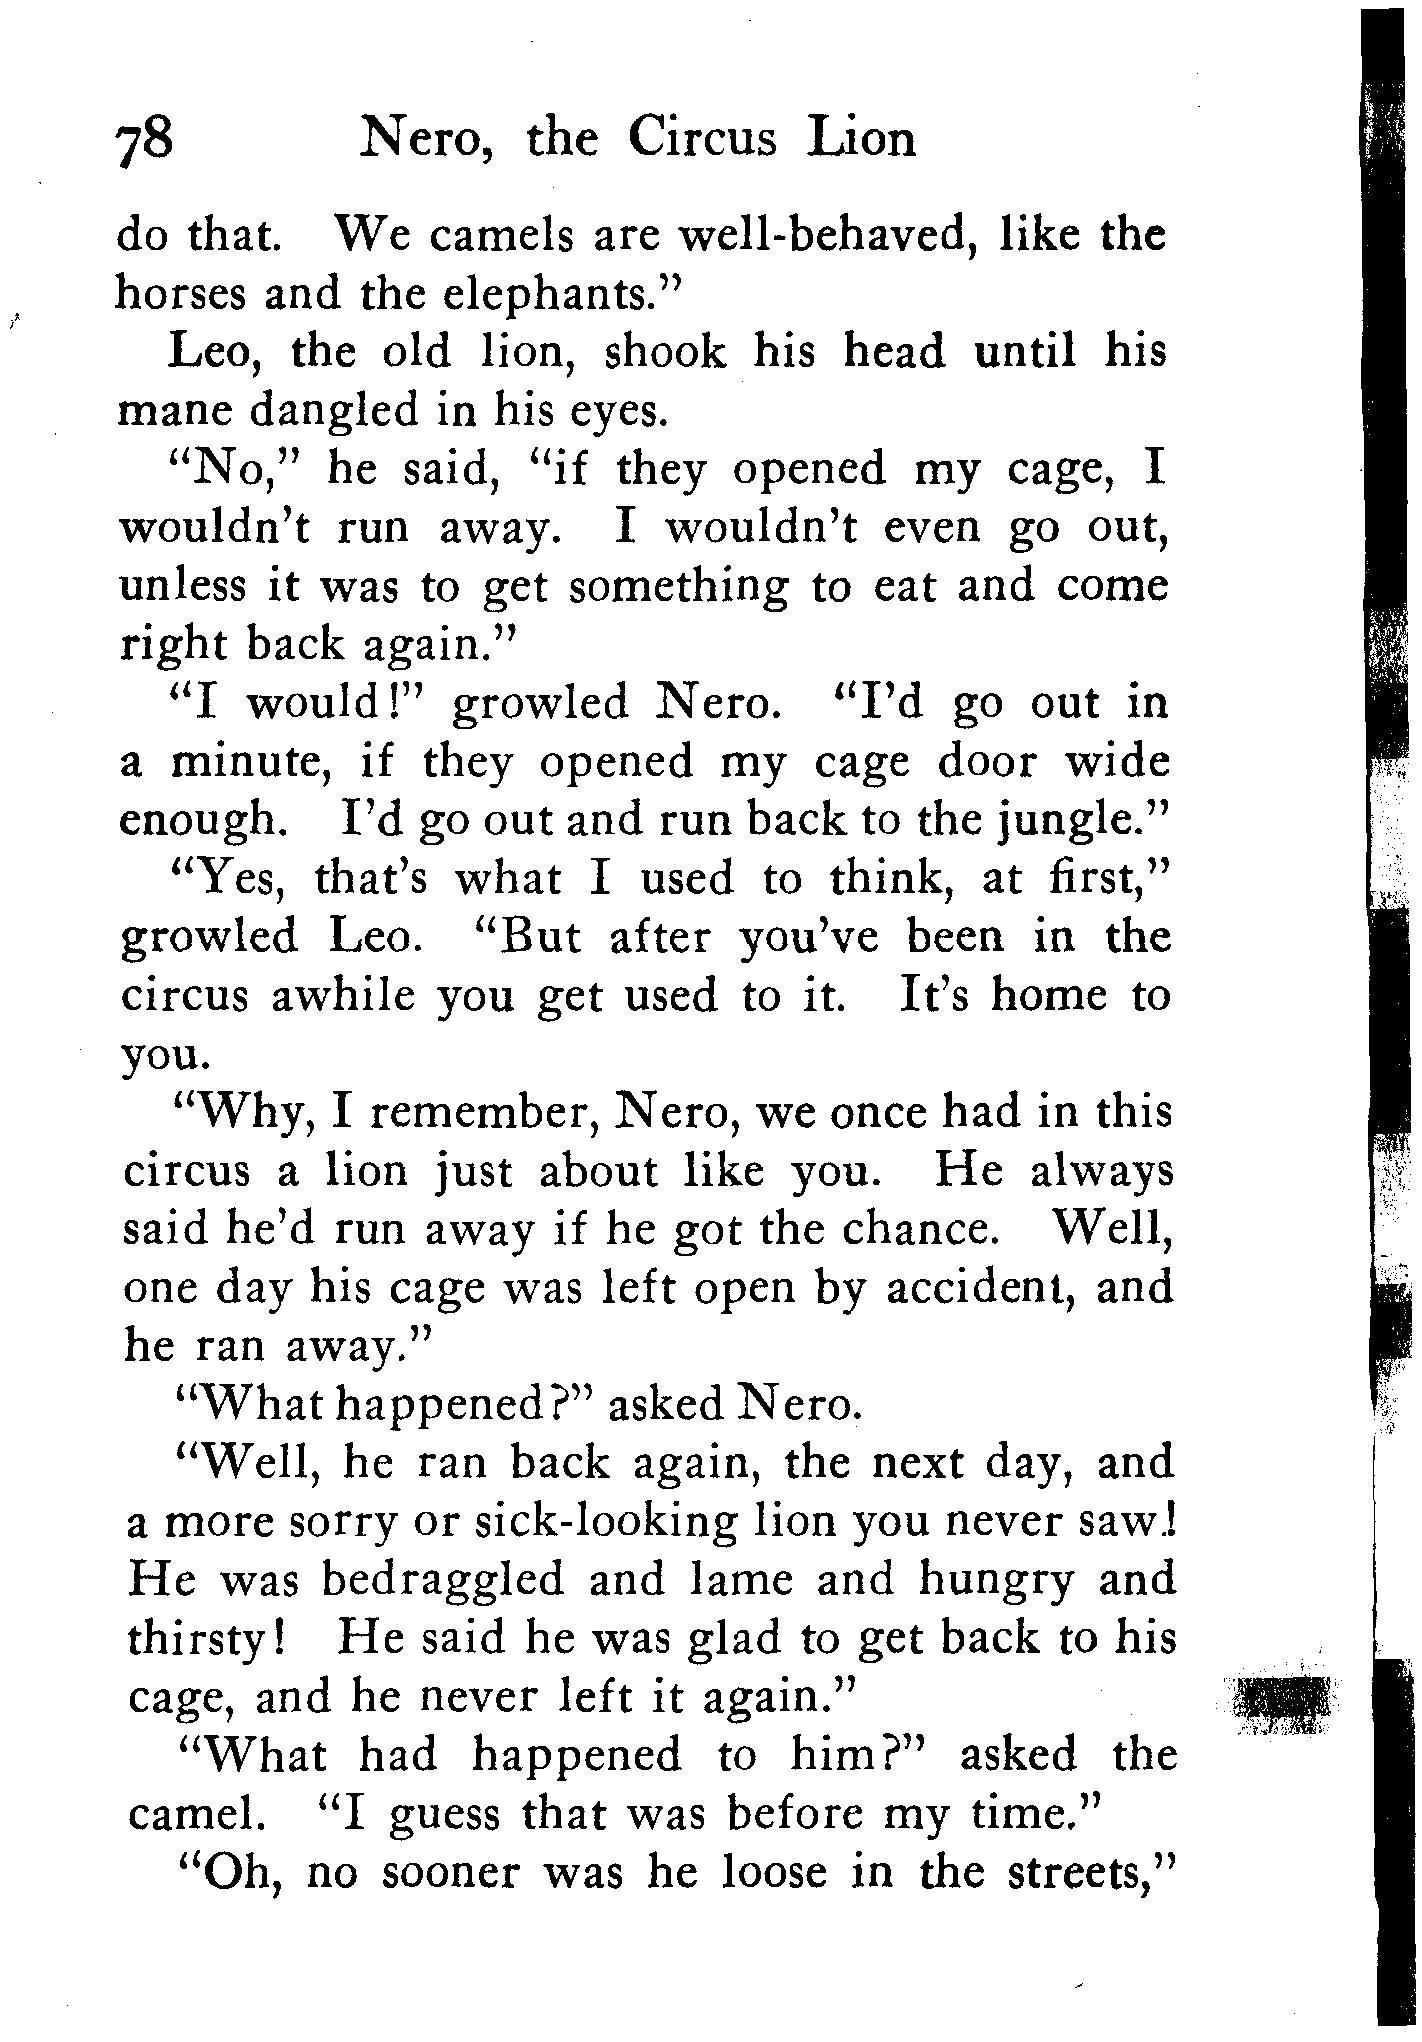 78 Nero, the Circus Lion
do that. We camels are well-behaved, like the
horses and the elephants."
Leo, the old lion, shook his head until his
mane dangled in his eyes.
"No," he said, "if they opened my cage, I
wouldn't run away. I wouldn't even go out,
unless it was to get something to eat and come
right back again."
"I would!" growled Nero. "I'd go out in
a minute, if they opened my cage door wide
enough. I'd go out and run back to the jungle."
"Yes, that's what I used to think, at first,"
growled Leo. "But after you've been in the
circus awhile you get used to it. It's home to
you.
"Why, I remember, Nero, we once had in this
circus a lion just about like you. He always
said he'd run away if he got the chance. Well,
one day his cage was left open by accident, and
he ran away."
"What happened?" asked Nero.
"Well, he ran back again, the next day, and
a more sorry or sick-looking lion you never saw!
He was bedraggled and lame and hungry and
thirsty! He said he was glad to get back to his
cage, and he never left it again."
"What had happened to him?" asked the
camel. "I guess that was before my time."
"Oh, no sooner was he loose in the streets,"